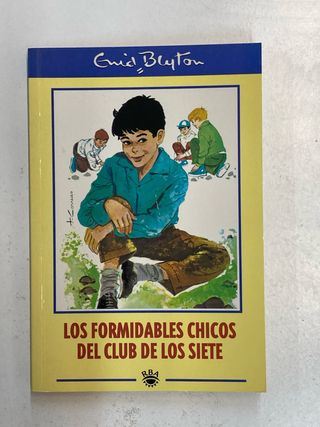 Enid Blyton
LOS FORMIDABLES CHICOS
DEL CLUB DE LOS SIETE
RBA